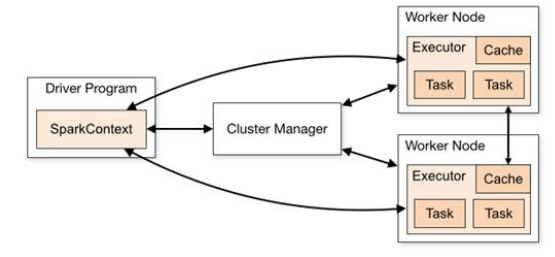 Driver Program
SparkContext
Cluster Manager
Worker Node
Executor
Cache
Task
Task
Worker Node
Executor
Cache
Task
Task